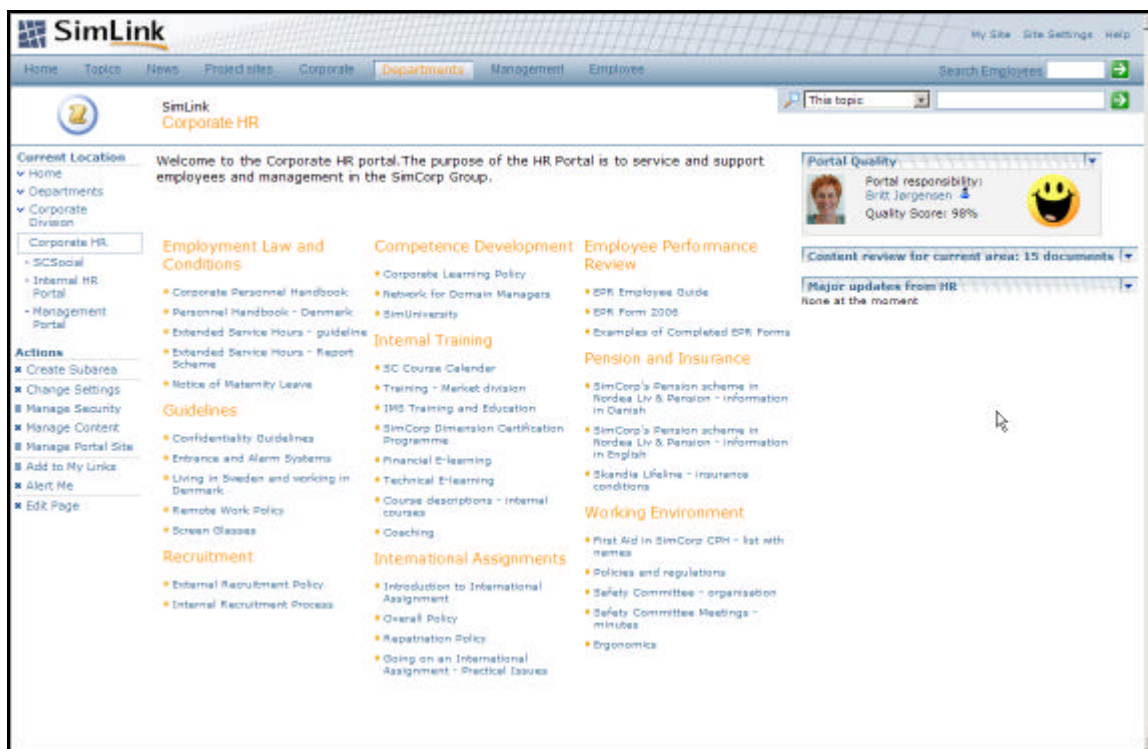 SimLink
My Site Site Settings Help
Home Topics News Project sites Corporate Departments Management Employee
Search Employees
SimLink
Corporate HR
This topic
Current Location
Home
Departments
Corporate
Division
Corporate HR
SCSocial
Internal HR
Portal
Management
Portal
Actions
Create Subarea
Change Settings
Manage Security
Manage Content
Manage Portal Site
Add to My Links
Alert Me
Edit Page
Welcome to the Corporate HR portal.The purpose of the HR Portal is to service and support
employees and management in the SimCorp Group.
Employment Law and
Conditions
Corporate Personnel Handbook
Personnel Handbook - Denmark
Extended Service Hours - guideline
Extended Service Hours - Report
Scheme
Notice of Maternity Leave
Guidelines
Confidentiality Guidelines
Entrance and Alarm Systems
Living in Sweden and working in
Denmark
Remote Work Policy
Screen Glasses
Recruitment
External Recruitment Policy
Internal Recruitment Process
Competence Development
Corporate Learning Policy
Network for Domain Managers
SimUniversity
Internal Training
SC Course Calender
Training - Market division
IMS Training and Education
SimCorp Dimension Certification
Programme
Financial E-learning
Technical E-learning
Course descriptions - internal
courses
Coaching
International Assignments
Introduction to International
Assignment
Overall Policy
Repatriation Policy
Going on an International
Assignment - Practical Issues
Employee Performance
Review
EPR Employee Guide
EPR Form 2006
Examples of Completed EPR Forms
Pension and Insurance
SimCorp's Pension scheme in
Nordea Liv & Pension - information
in Danish
SimCorp's Pension scheme in
Nordea Liv & Pension - information
in English
Skandia Lifeline - insurance
conditions
Working Environment
First Aid in SimCorp CPH - list with
names
Policies and regulations
Safety Committee - organisation
Safety Committee Meetings -
minutes
Ergonomics
Portal Quality
Portal responsibility:
Britt Jørgensen
Quality Score: 98%
Content review for current area: 15 documents
Major updates from HR
None at the moment